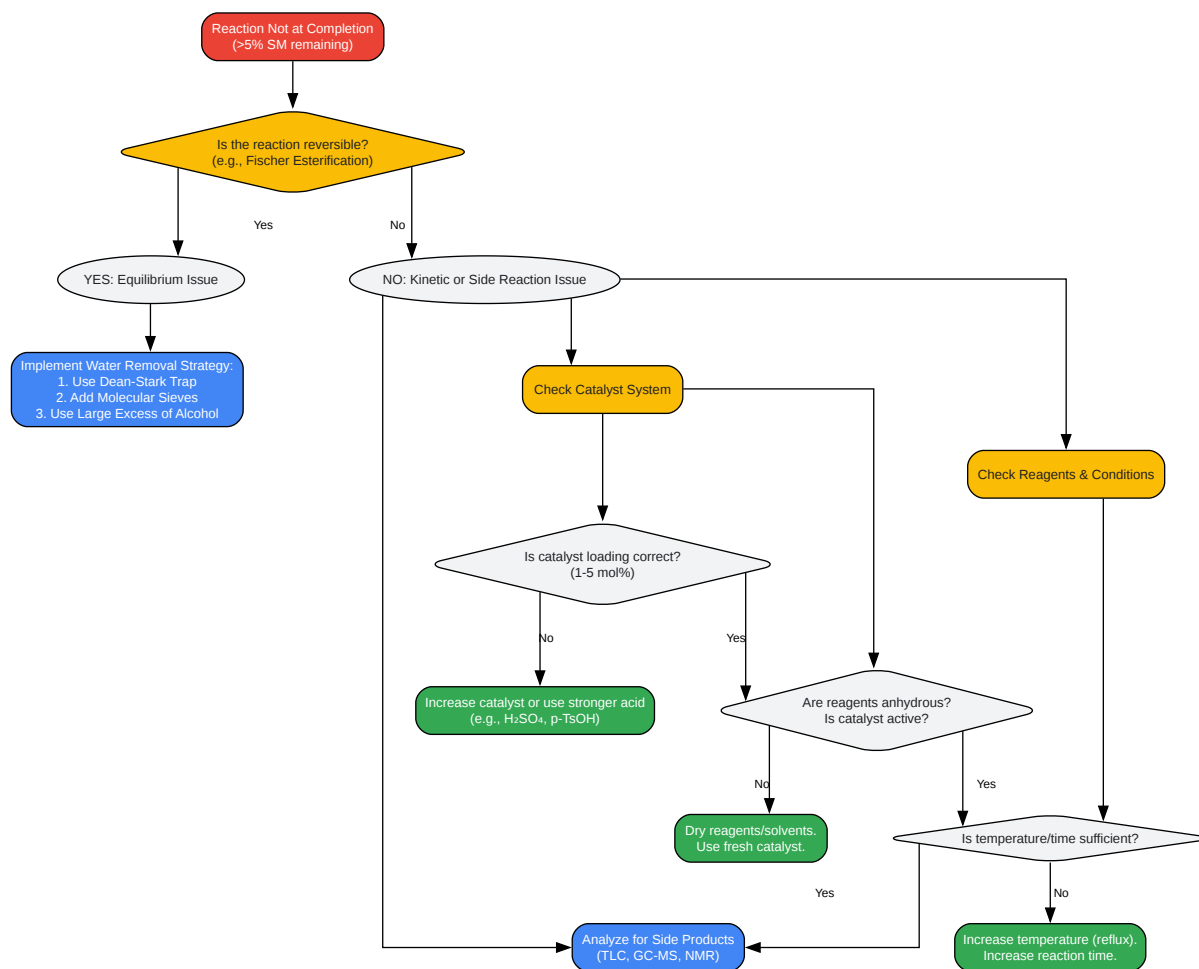 Reaction Not at Completion
(>5% SM remaining)
Is the reaction reversible?
(e.g., Fischer Esterification)
Yes
No
YES: Equilibrium Issue
NO: Kinetic or Side Reaction Issue
Implement Water Removal Strategy:
1. Use Dean-Stark Trap
2. Add Molecular Sieves
3. Use Large Excess of Alcohol
Check Catalyst System
Check Reagents & Conditions
Is catalyst loading correct?
(1-5 mol%)
No
Yes
Increase catalyst or use stronger acid
(e.g., H₂SO₄, p-TsOH)
Are reagents anhydrous?
Is catalyst active?
No
Yes
Dry reagents/solvents.
Use fresh catalyst.
Is temperature/time sufficient?
Yes
No
Analyze for Side Products
(TLC, GC-MS, NMR)
Increase temperature (reflux).
Increase reaction time.